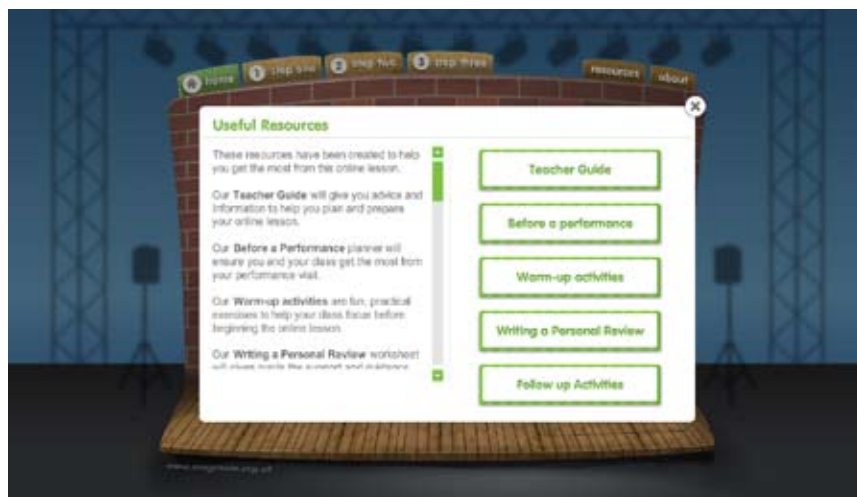 home
1 step one
2 step two
3 step three
resources
about
Useful Resources
These resources have been created to help
you get the most from this online lesson.
Our Teacher Guide will give you advice and
information to help you plan and prepare
your online lesson.
Our Before a Performance planner will
ensure you and your class get the most from
your performance visit.
Our Warm-up activities are fun, practical
exercises to help your class focus before
beginning the online lesson.
Our Writing a Personal Review worksheet
Teacher Guide
Before a performance
Warm-up activities
Writing a Personal Review
Follow up Activities